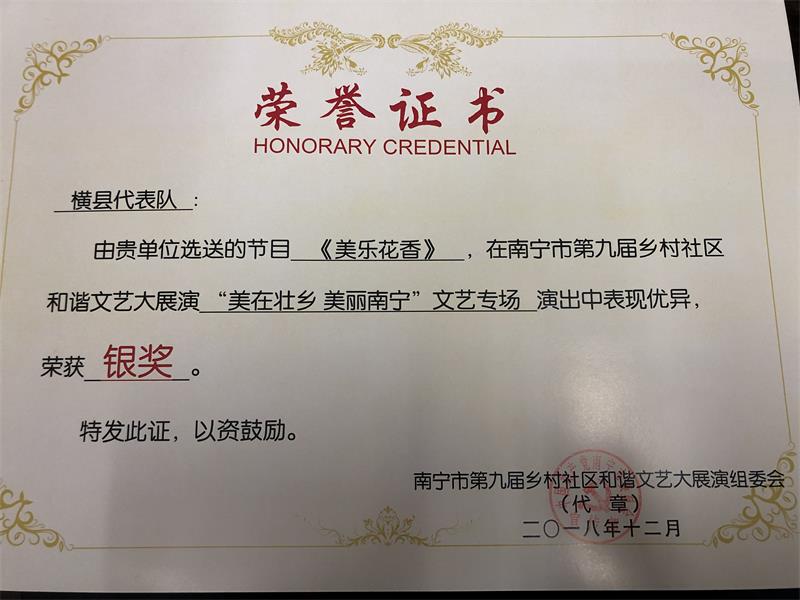 荣誉证书
HONORARY CREDENTIAL
横县代表队：
由贵单位选送的节目《美乐花香》，在南宁市第九届乡村社区
和谐文艺大展演“美在壮乡 美丽南宁”文艺专场 演出中表现优异，
荣获 银奖 。
特发此证，以资鼓励。
南宁市第九届乡村社区和谐文艺大展演组委会
（代 章）
二〇一八年十二月